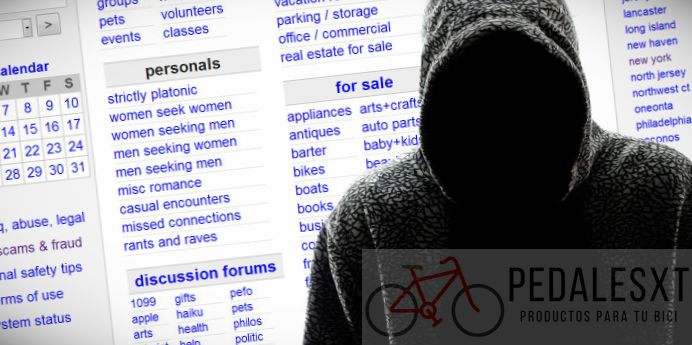 groups
pets
events
volunteers
classes
>
alendar
W T F S
7 8 9 10
14 15 16 17
21 22 23 24
28 29 30 31
q, abuse, legal
scams & fraud
nal safety tips
rms of use
ystem status
personals
strictly platonic
women seek women
women seeking men
men seeking women
men seeking men
misc romance
casual encounters
missed connections
rants and raves
discussion forums
1099 gifts pefo
apple haiku pets
arts health philos
help politic
parking / storage
office / commercial
real estate for sale
for sale
appliances arts+crafts
antiques auto parts
barter baby+kids
bikes
boats
books
lancaster
long island
new haven
new york
north jersey
northwest ct
oneonta
philadelphia
PEDALESXT
PRODUCTOS PARA TU BICI